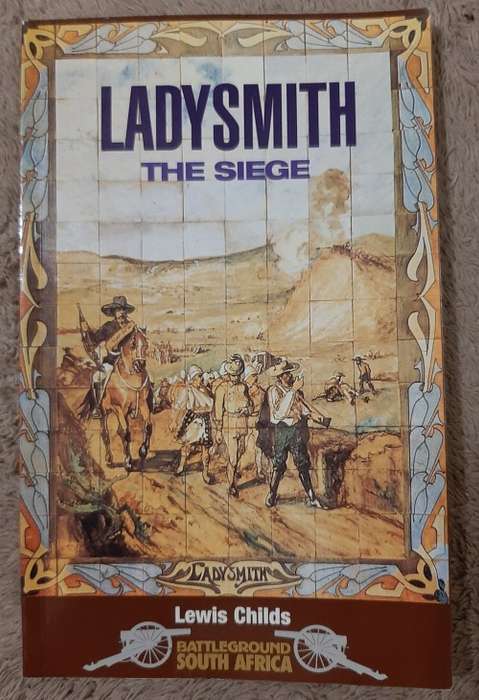 LADYSMITH
THE SIEGE
LADYSMITH
Lewis Childs
BATTLEGROUND
SOUTH AFRICA